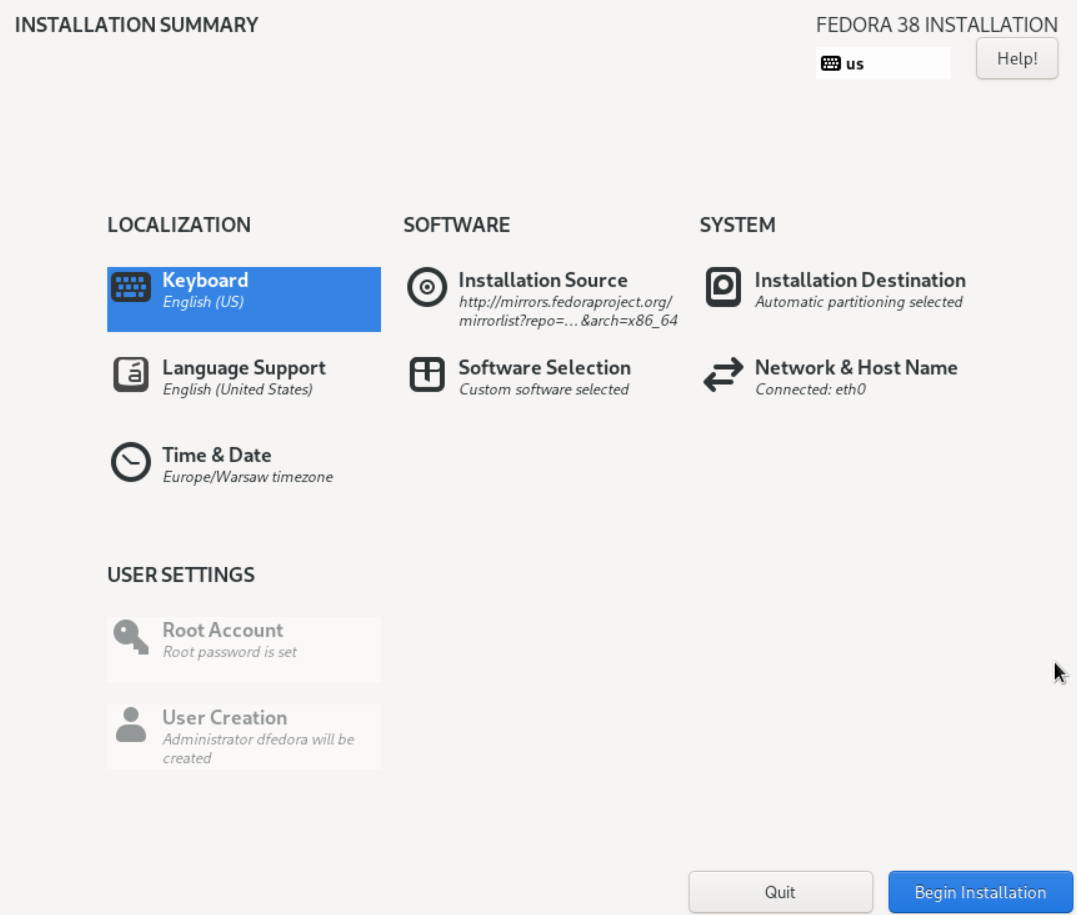 INSTALLATION SUMMARY
FEDORA 38 INSTALLATION
us
Help!
LOCALIZATION
Keyboard
English (US)
Language Support
English (United States)
Time & Date
Europe/Warsaw timezone
SOFTWARE
Installation Source
http://mirrors.fedoraproject.org/
mirrorlist?repo=…&arch=x86_64
Software Selection
Custom software selected
SYSTEM
Installation Destination
Automatic partitioning selected
Network & Host Name
Connected: eth0
USER SETTINGS
Root Account
Root password is set
User Creation
Administrator dfedora will be
created
Quit
Begin Installation